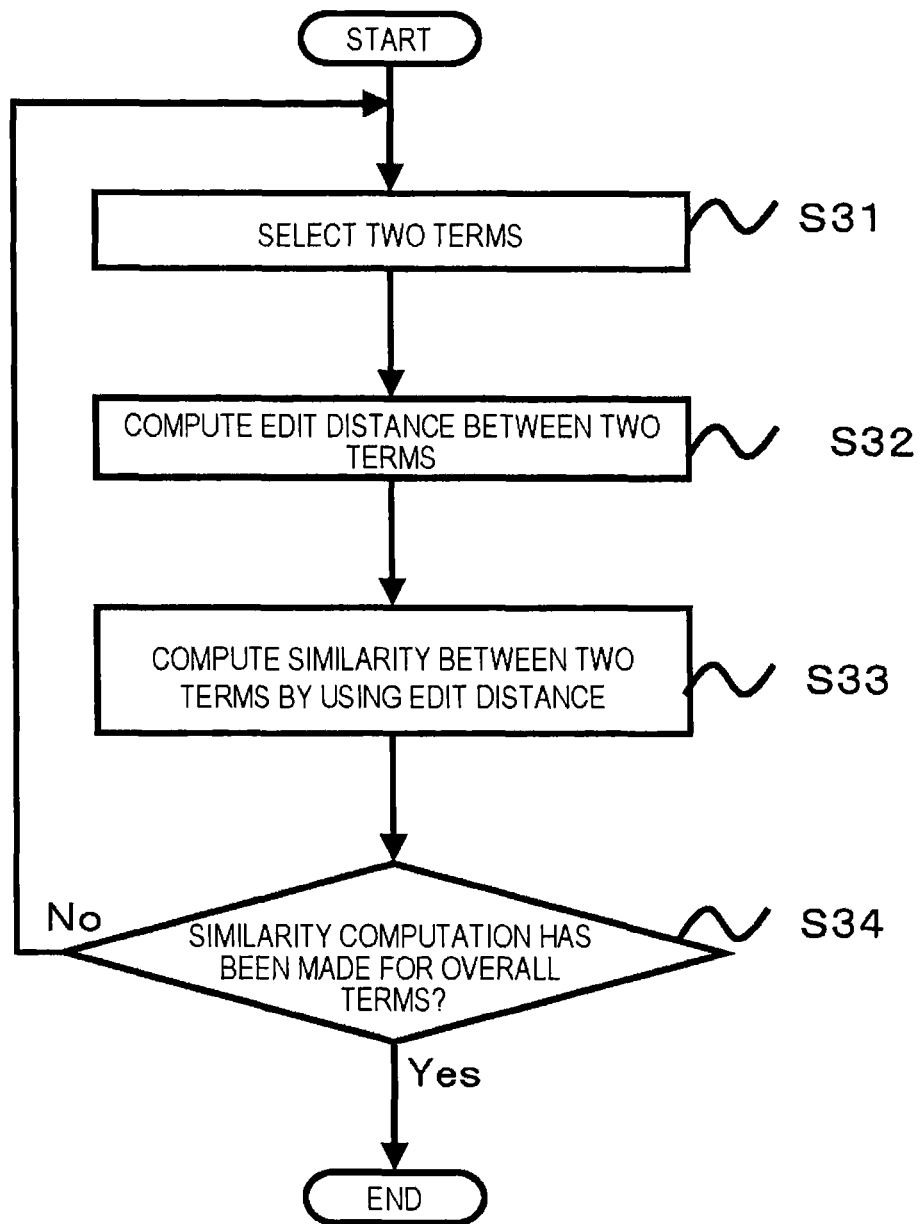 START
SELECT TWO TERMS
S31
COMPUTE EDIT DISTANCE BETWEEN TWO
TERMS
S32
COMPUTE SIMILARITY BETWEEN TWO
TERMS BY USING EDIT DISTANCE
S33
No
SIMILARITY COMPUTATION HAS
BEEN MADE FOR OVERALL
TERMS?
S34
Yes
END